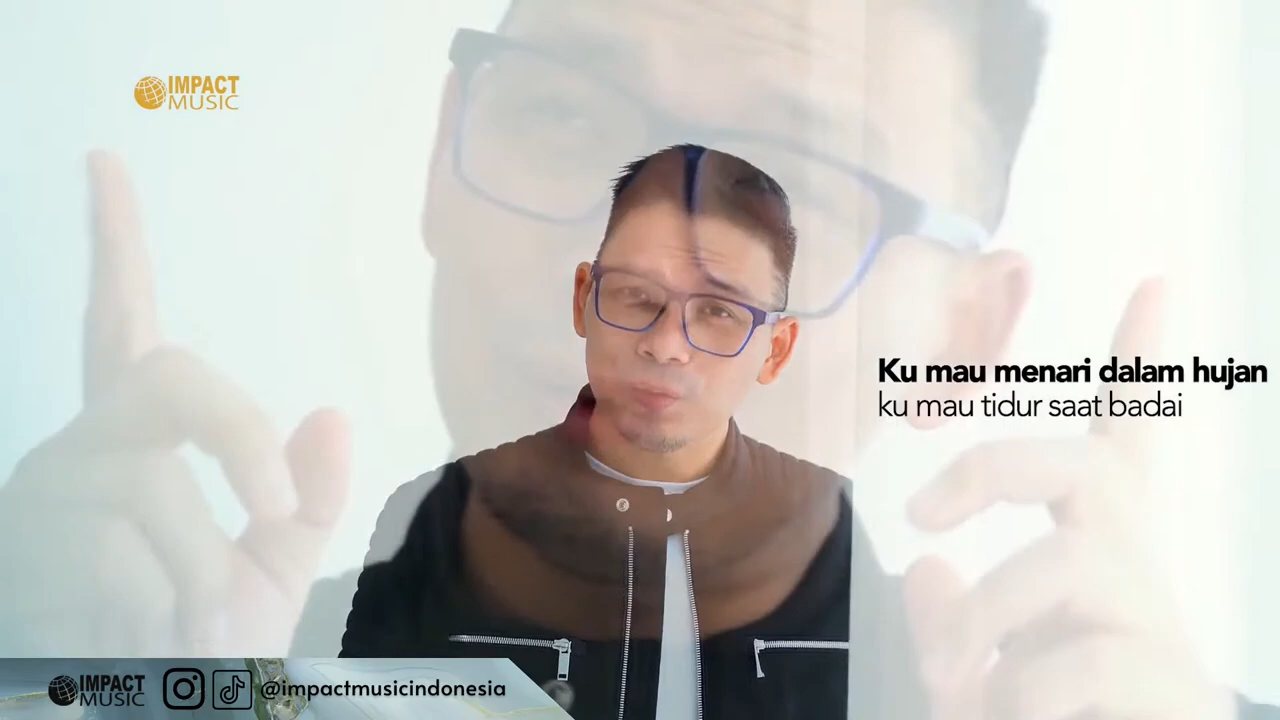 IMPACT
MUSIC
Ku mau menari dalam hujan
ku mau tidur saat badai
IMPACT
MUSIC
@impactmusicindonesia